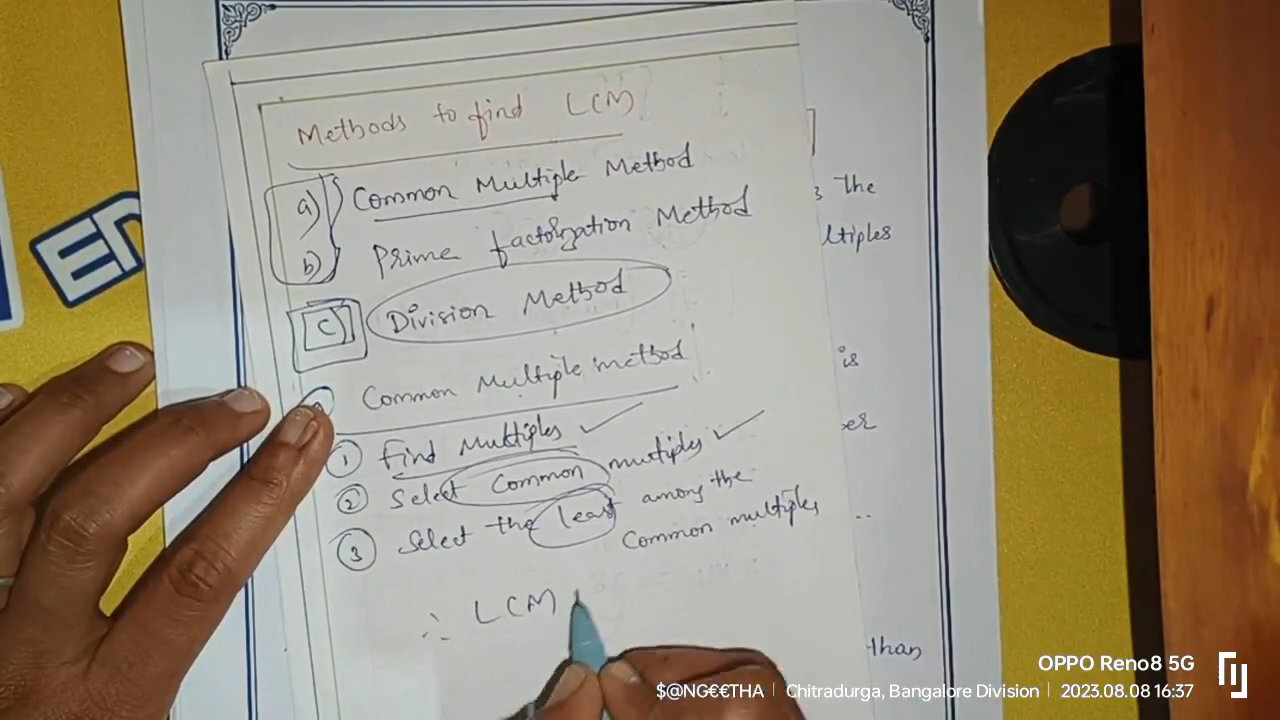 Methods to find LCM
a) Common Multiple Method
b) Prime factorization Method
c) Division Method
Common Multiple method
1 Find Multiples ✓
2 Select Common multiples ✓
3 Select the least among the
Common multiples
∴ LCM
the
ltiples
is
er
than
EN
OPPO Reno8 5G
$@NG€€THA | Chitradurga, Bangalore Division | 2023.08.08 16:37